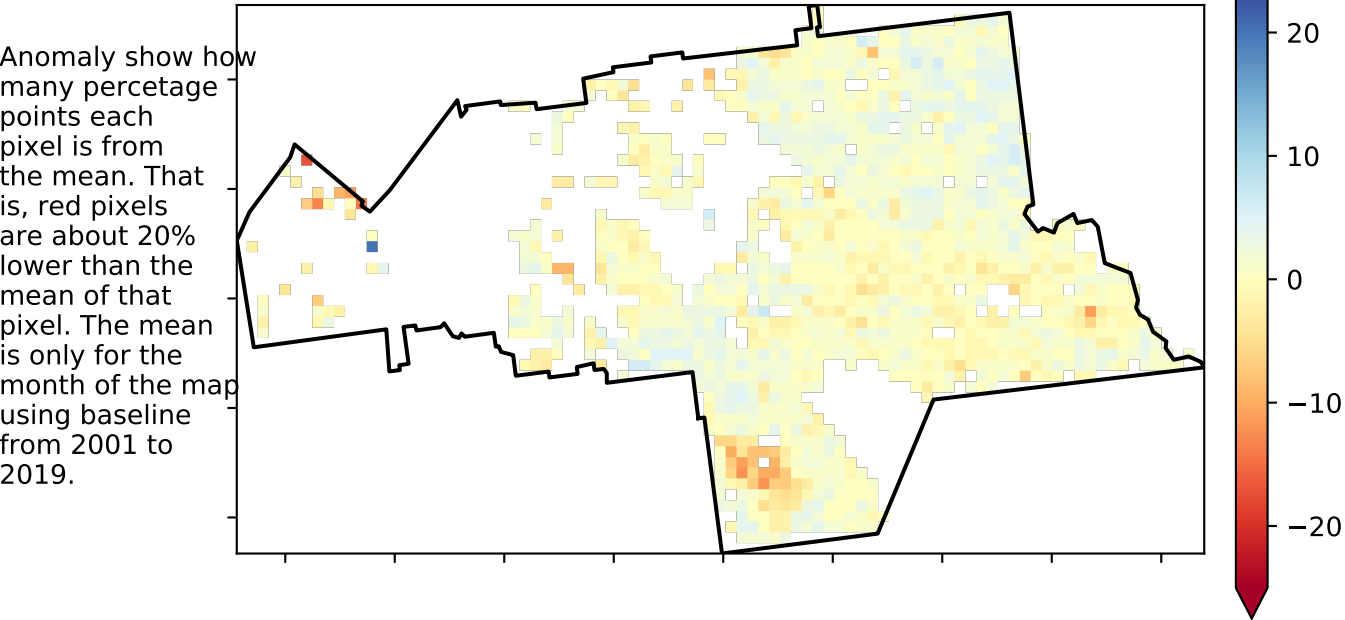 Anomaly show how
many percetage
points each
pixel is from
the mean. That
is, red pixels
are about 20%
lower than the
mean of that
pixel. The mean
is only for the
month of the map
using baseline
from 2001 to
2019.
20
10
0
−10
−20